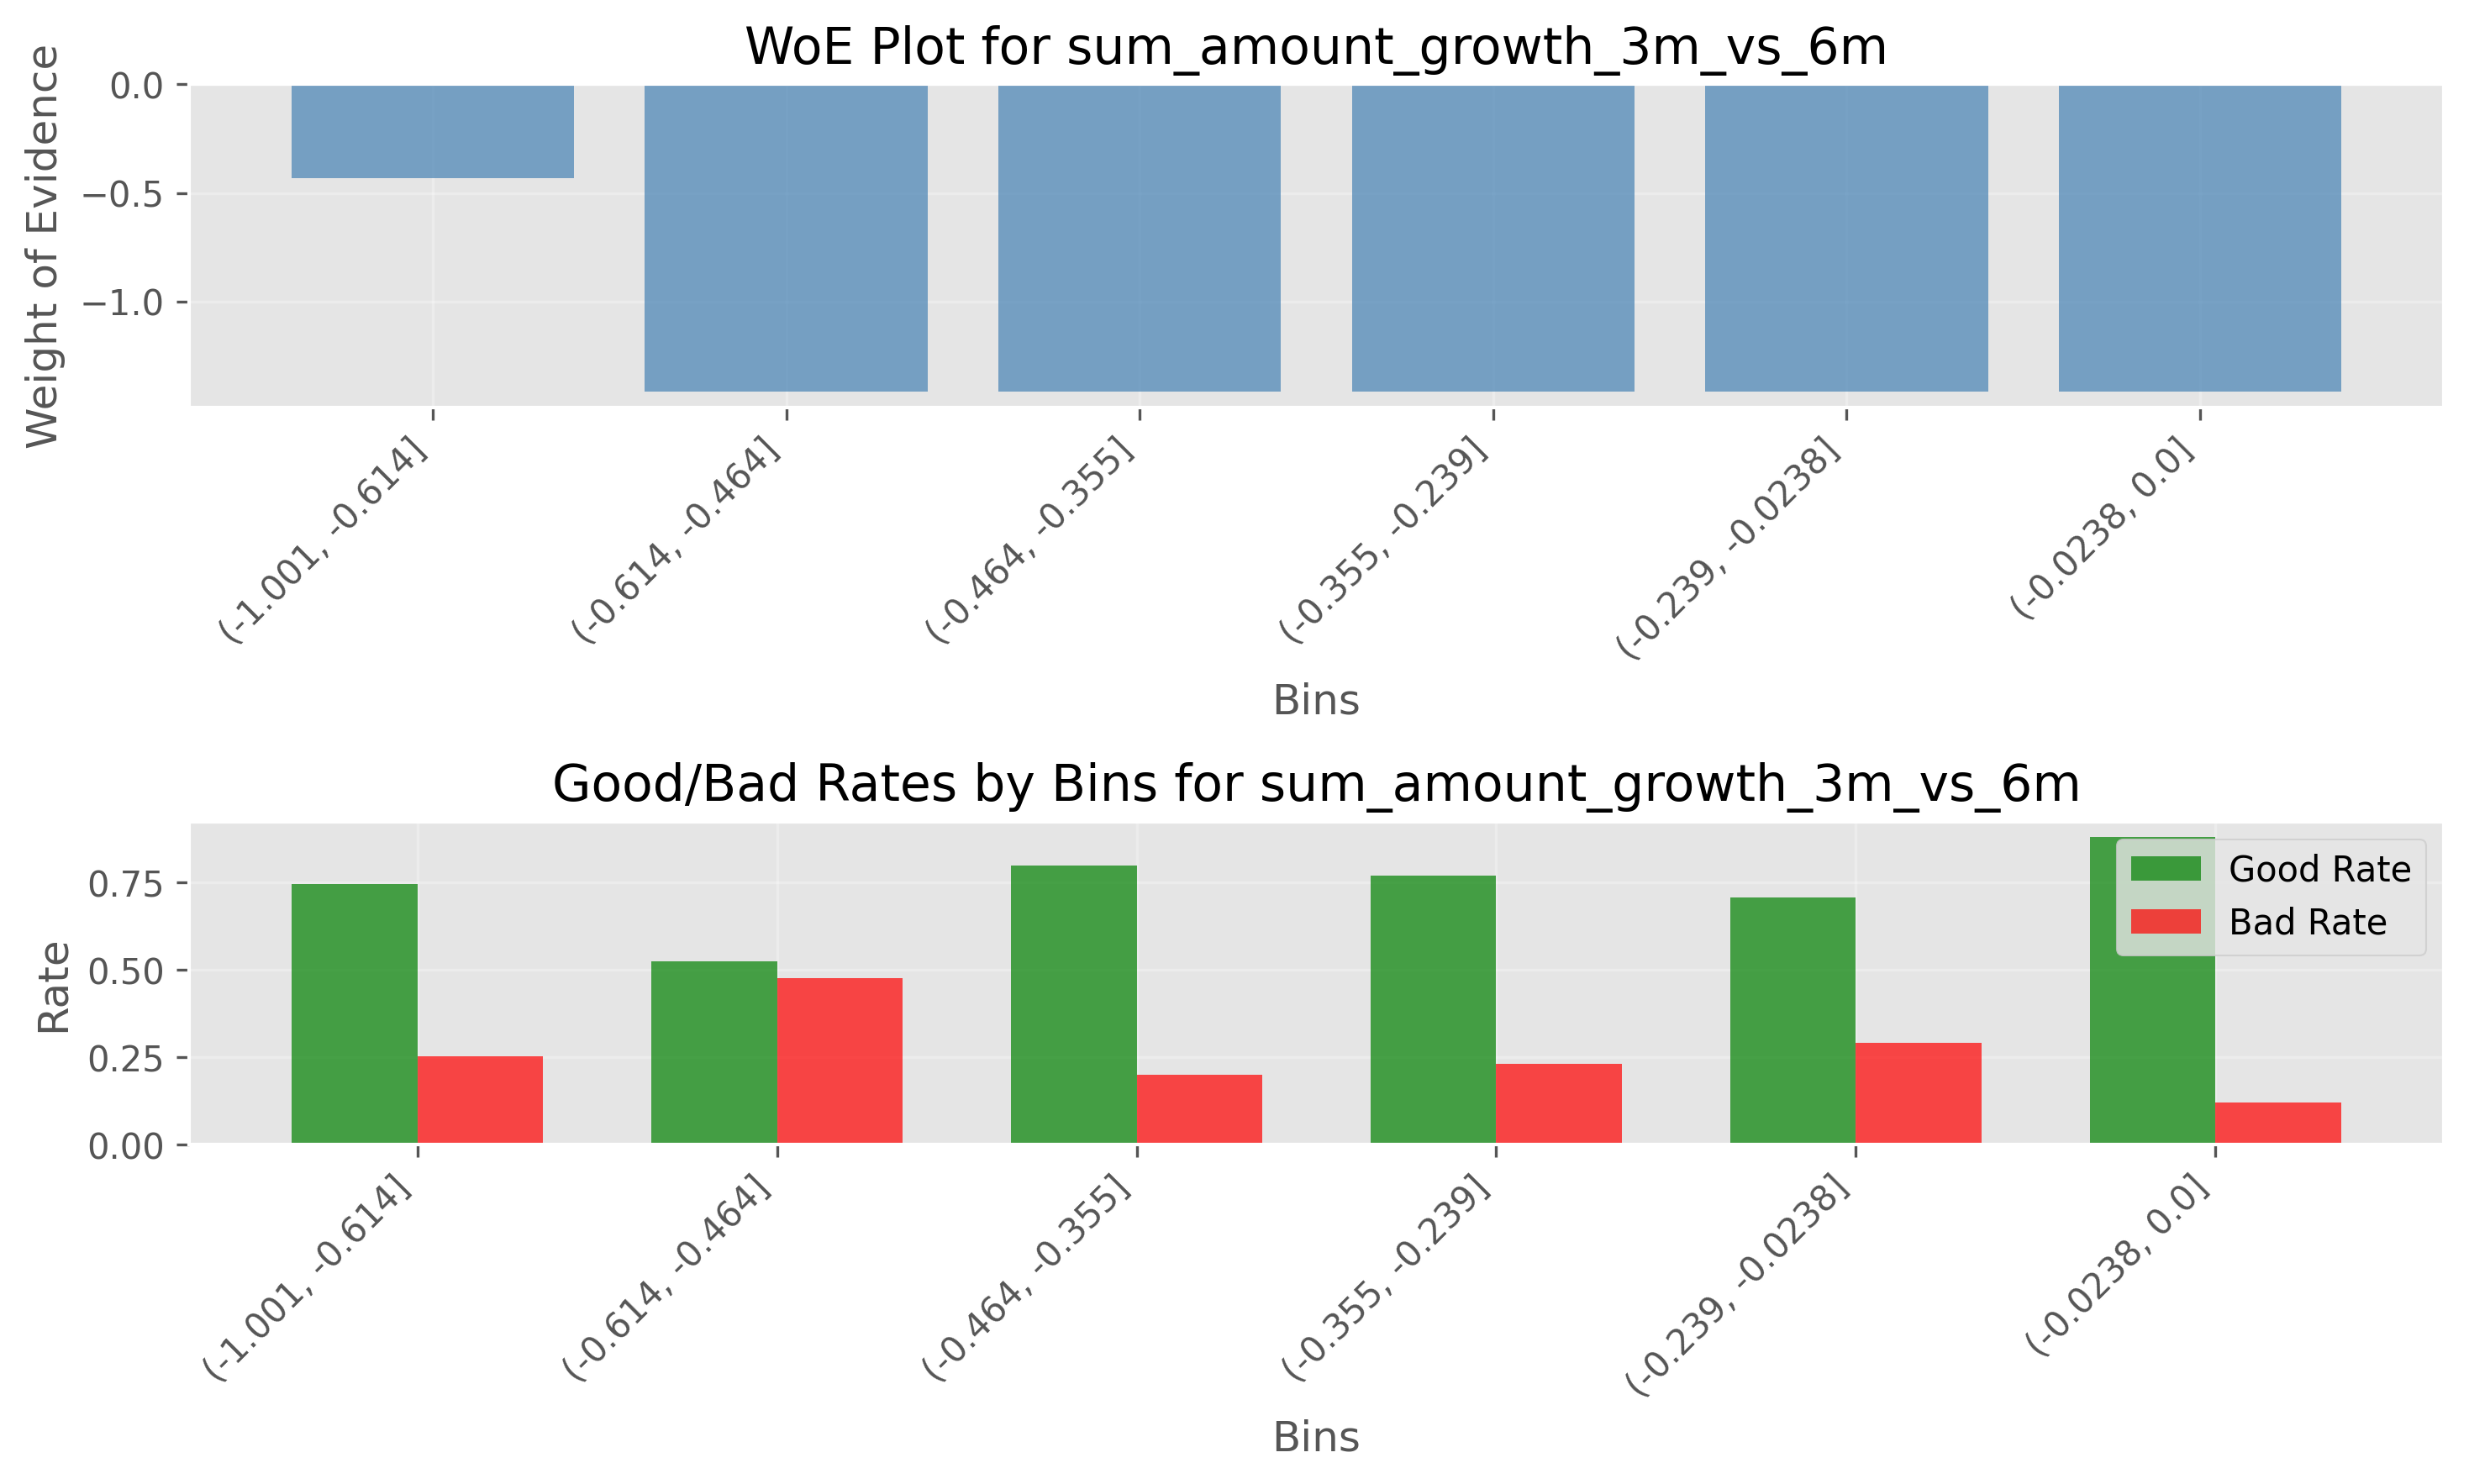 WoE Plot for sum_amount_growth_3m_vs_6m
Weight of Evidence
0.0
−0.5
−1.0
(-1.001, -0.614]
(-0.614, -0.464]
(-0.464, -0.355]
(-0.355, -0.239]
(-0.239, -0.0238]
(-0.0238, 0.0]
Bins
Good/Bad Rates by Bins for sum_amount_growth_3m_vs_6m
Rate
0.75
0.50
0.25
0.00
Good Rate
Bad Rate
(-1.001, -0.614]
(-0.614, -0.464]
(-0.464, -0.355]
(-0.355, -0.239]
(-0.239, -0.0238]
(-0.0238, 0.0]
Bins